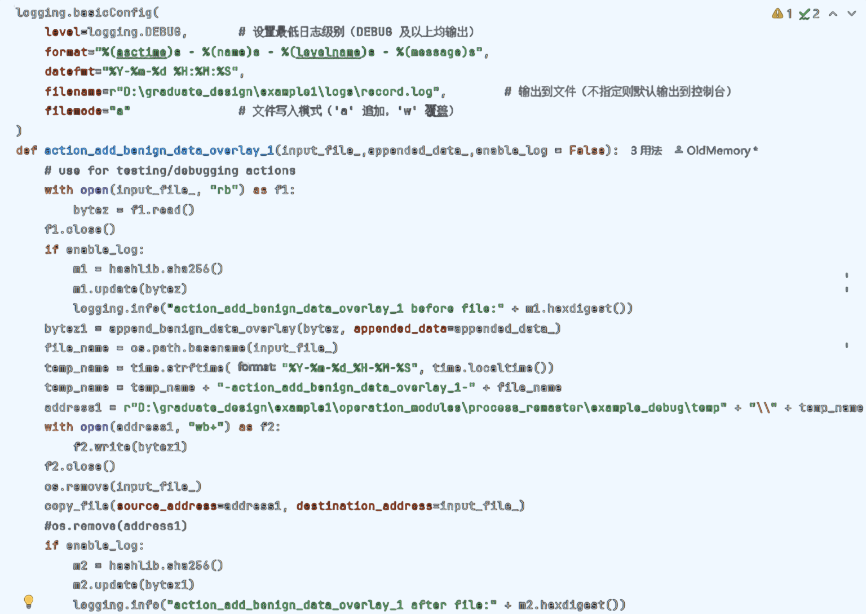 logging.basicConfig(
    level=logging.DEBUG,        # 设置最低日志级别（DEBUG 及以上均输出）
    format="%(asctime)s - %(name)s - %(levelname)s - %(message)s",
    datefmt="%Y-%m-%d %H:%M:%S",
    filename=r"D:\graduate_design\example1\logs\record.log",        # 输出到文件（不指定则默认输出到控制台）
    filemode="a"                # 文件写入模式（'a' 追加，'w' 覆盖）
)
1 2
def action_add_benign_data_overlay_1(input_file_,appended_data_,enable_log = False):  3 用法  OldMemory *
    # use for testing/debugging actions
    with open(input_file_, "rb") as f1:
        bytez = f1.read()
    f1.close()
    if enable_log:
        m1 = hashlib.sha256()
        m1.update(bytez)
        logging.info("action_add_benign_data_overlay_1 before file:" + m1.hexdigest())
    bytez1 = append_benign_data_overlay(bytez, appended_data=appended_data_)
    file_name = os.path.basename(input_file_)
    temp_name = time.strftime( format: "%Y-%m-%d_%H-%M-%S", time.localtime())
    temp_name = temp_name + "-action_add_benign_data_overlay_1-" + file_name
    address1 = r"D:\graduate_design\example1\operation_modules\process_remaster\example_debug\temp" + "\\" + temp_name
    with open(address1, "wb+") as f2:
        f2.write(bytez1)
    f2.close()
    os.remove(input_file_)
    copy_file(source_address=address1, destination_address=input_file_)
    #os.remove(address1)
    if enable_log:
        m2 = hashlib.sha256()
        m2.update(bytez1)
        logging.info("action_add_benign_data_overlay_1 after file:" + m2.hexdigest())